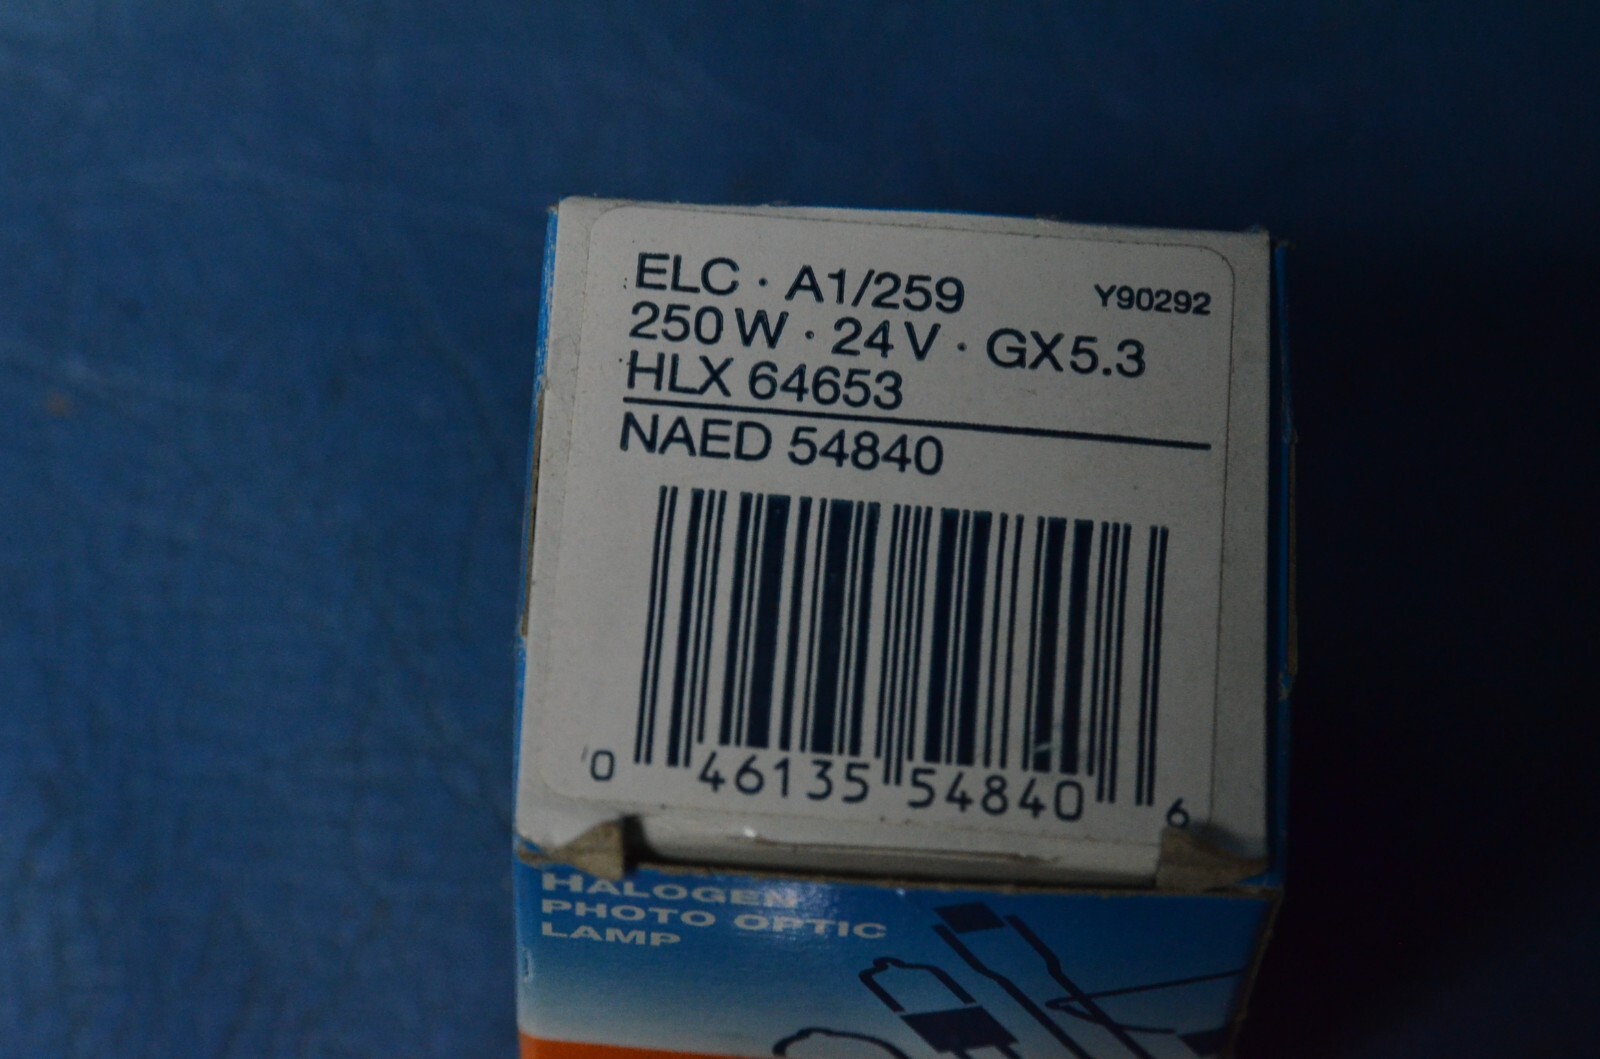 ELC · A1/259 Y90292
250 W · 24 V · GX5.3
HLX 64653
NAED 54840
0 46135 54840 6
HALOGEN
PHOTO OPTIC
LAMP